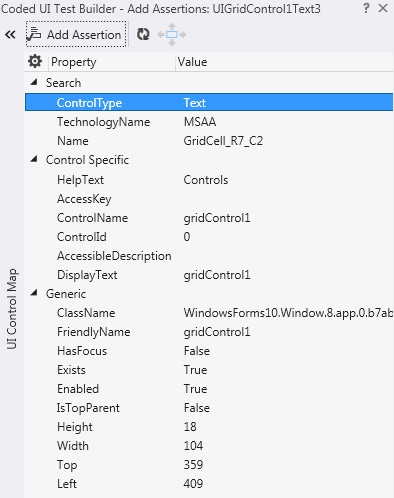 Coded UI Test Builder - Add Assertions: UIGridControl1Text3
Add Assertion
Property Value
Search
ControlType Text
TechnologyName MSAA
Name GridCell_R7_C2
Control Specific
HelpText Controls
AccessKey
ControlName gridControl1
ControlId 0
AccessibleDescription
DisplayText gridControl1
Generic
ClassName WindowsForms10.Window.8.app.0.b7ab
FriendlyName gridControl1
HasFocus False
Exists True
Enabled True
IsTopParent False
Height 18
Width 104
Top 359
Left 409
UI Control Map